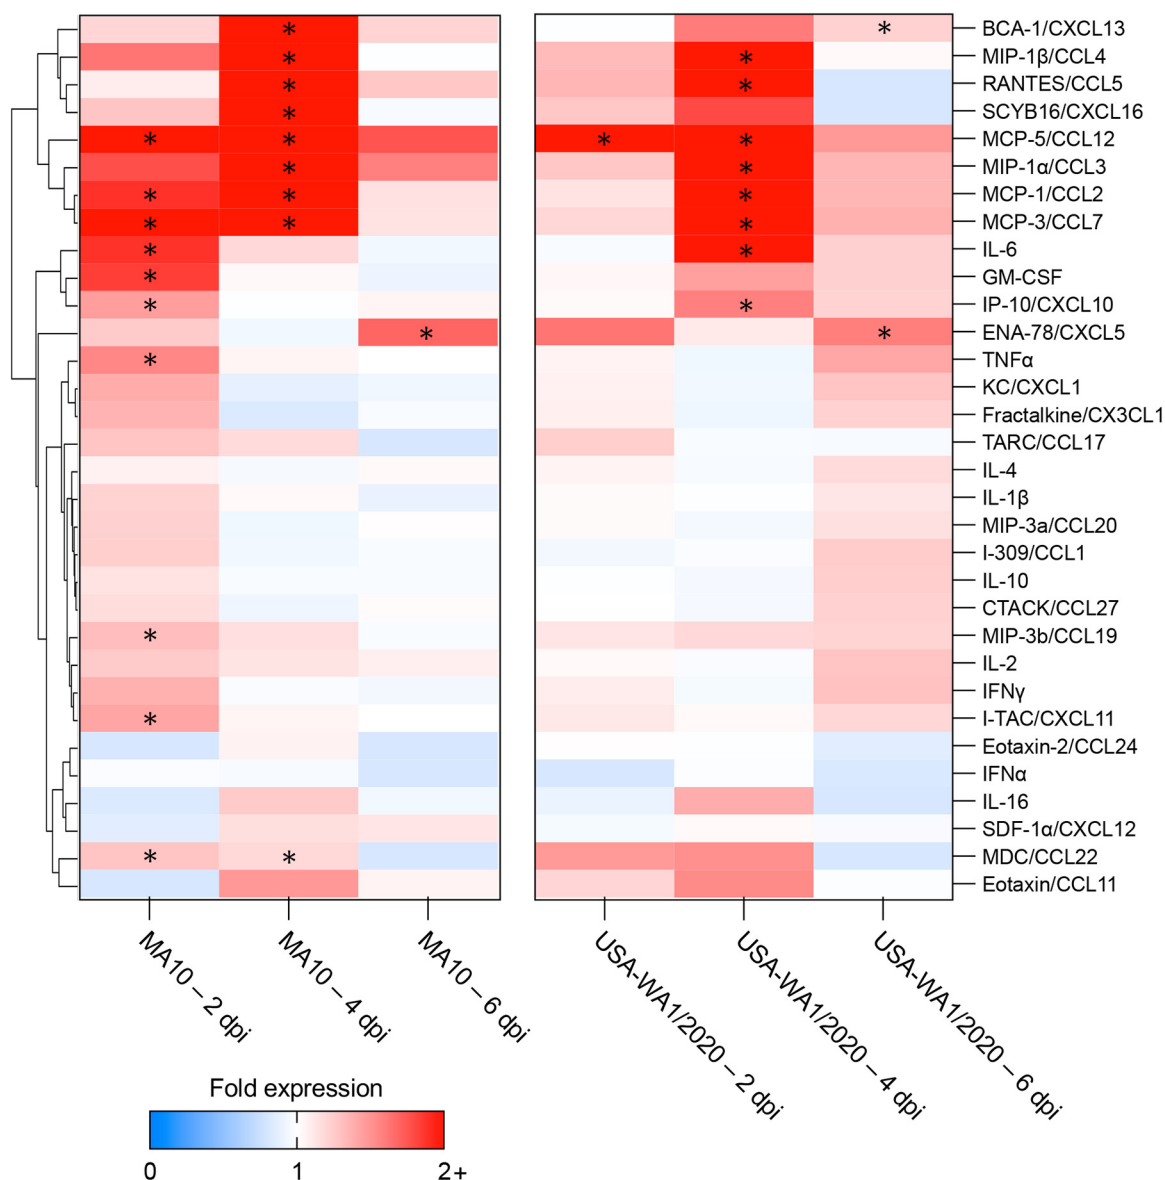 BCA-1/CXCL13
MIP-1β/CCL4
RANTES/CCL5
SCYB16/CXCL16
MCP-5/CCL12
MIP-1α/CCL3
MCP-1/CCL2
MCP-3/CCL7
IL-6
GM-CSF
IP-10/CXCL10
ENA-78/CXCL5
TNFα
KC/CXCL1
Fractalkine/CX3CL1
TARC/CCL17
IL-4
IL-1β
MIP-3a/CCL20
I-309/CCL1
IL-10
CTACK/CCL27
MIP-3b/CCL19
IL-2
IFNγ
I-TAC/CXCL11
Eotaxin-2/CCL24
IFNα
IL-16
SDF-1α/CXCL12
MDC/CCL22
Eotaxin/CCL11
MA10 – 2 dpi
MA10 – 4 dpi
MA10 – 6 dpi
USA-WA1/2020 – 2 dpi
USA-WA1/2020 – 4 dpi
USA-WA1/2020 – 6 dpi
Fold expression
0 1 2+